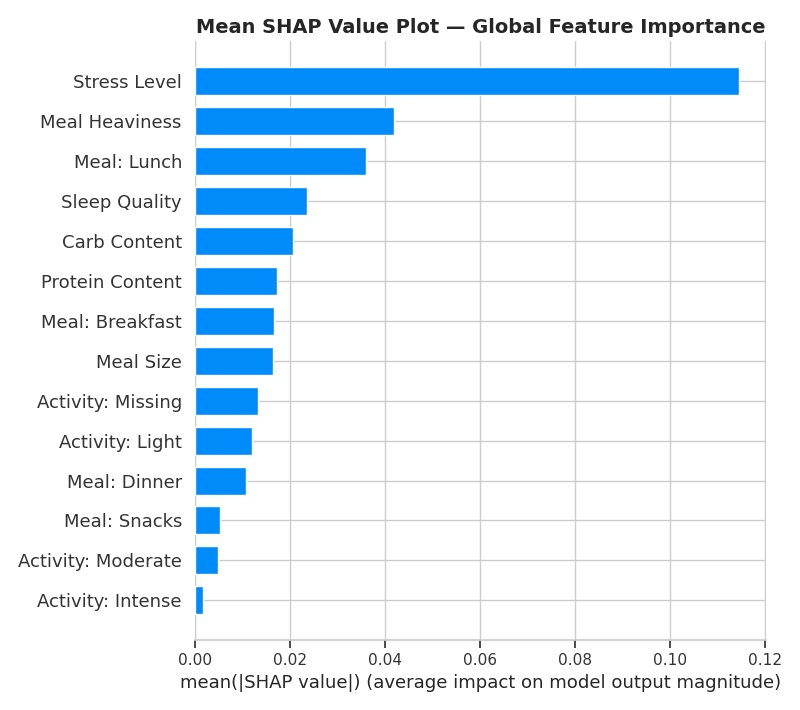 Mean SHAP Value Plot — Global Feature Importance
Stress Level
Meal Heaviness
Meal: Lunch
Sleep Quality
Carb Content
Protein Content
Meal: Breakfast
Meal Size
Activity: Missing
Activity: Light
Meal: Dinner
Meal: Snacks
Activity: Moderate
Activity: Intense
0.00 0.02 0.04 0.06 0.08 0.10 0.12
mean(|SHAP value|) (average impact on model output magnitude)